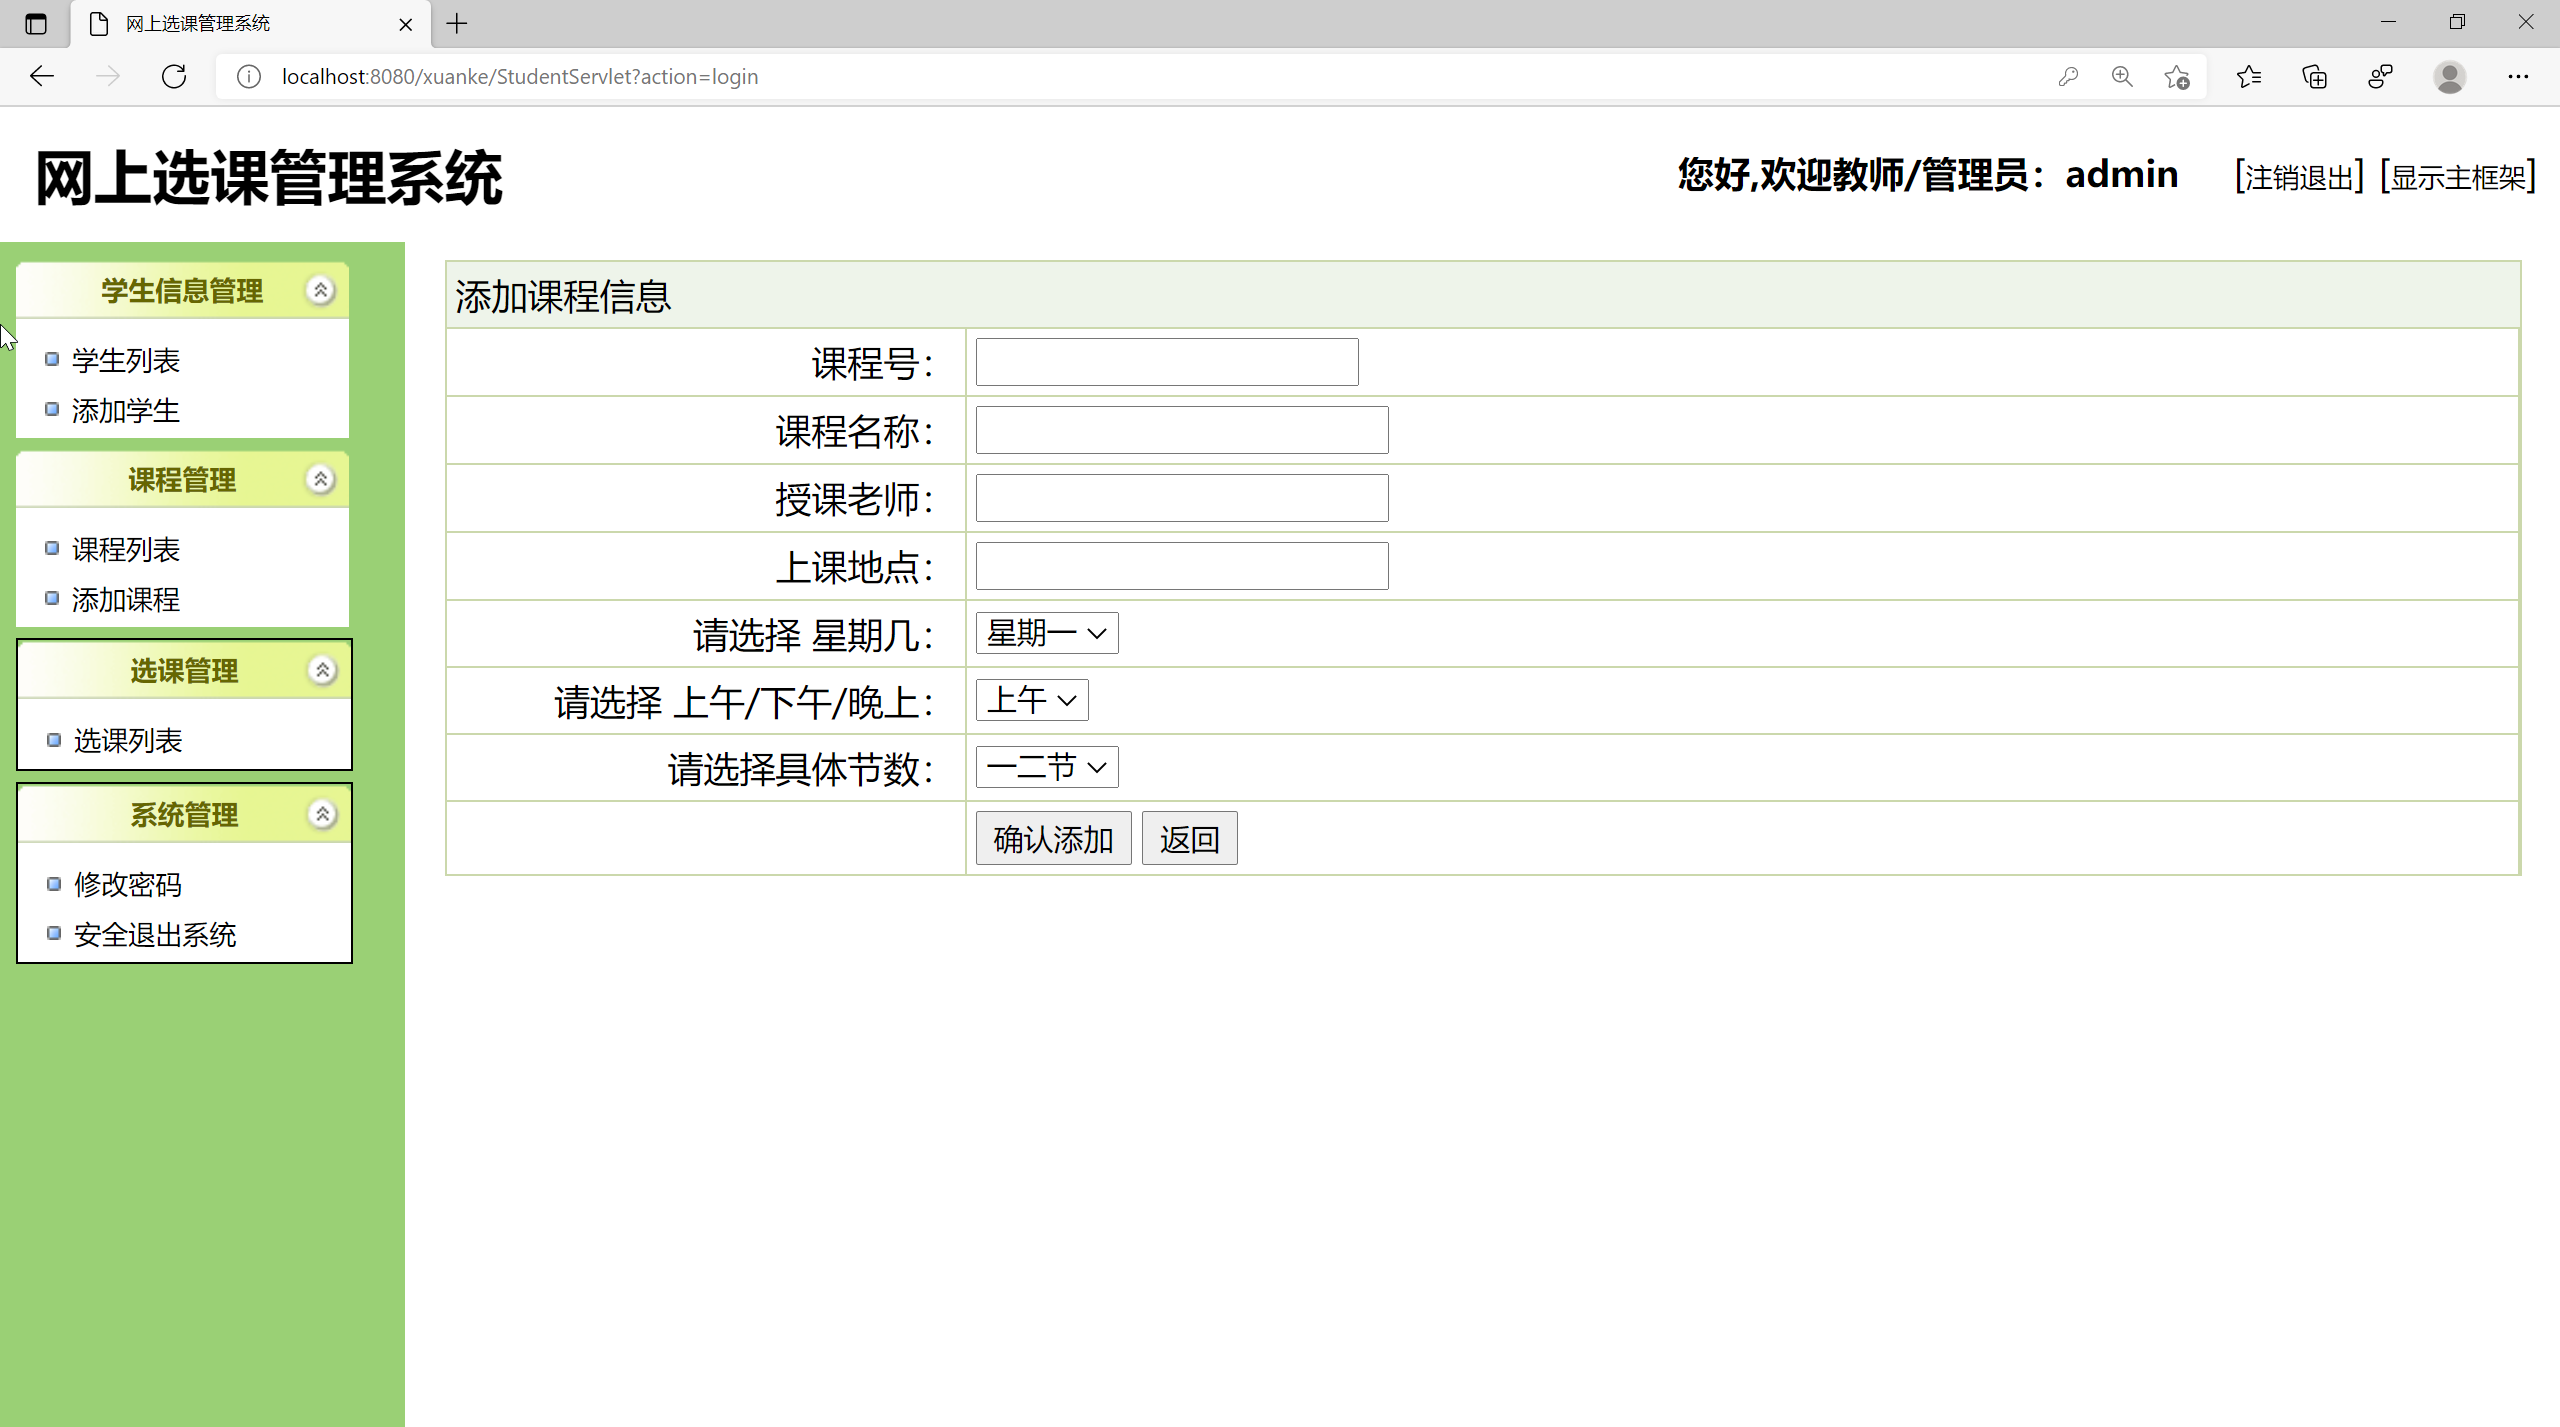 网上选课管理系统
localhost:8080/xuanke/StudentServlet?action=login
网上选课管理系统
您好,欢迎教师/管理员：admin [注销退出] [显示主框架]
学生信息管理
学生列表
添加学生
课程管理
课程列表
添加课程
选课管理
选课列表
系统管理
修改密码
安全退出系统
添加课程信息
课程号：
课程名称：
授课老师：
上课地点：
请选择 星期几： 星期一
请选择 上午/下午/晚上： 上午
请选择具体节数： 一二节
确认添加 返回